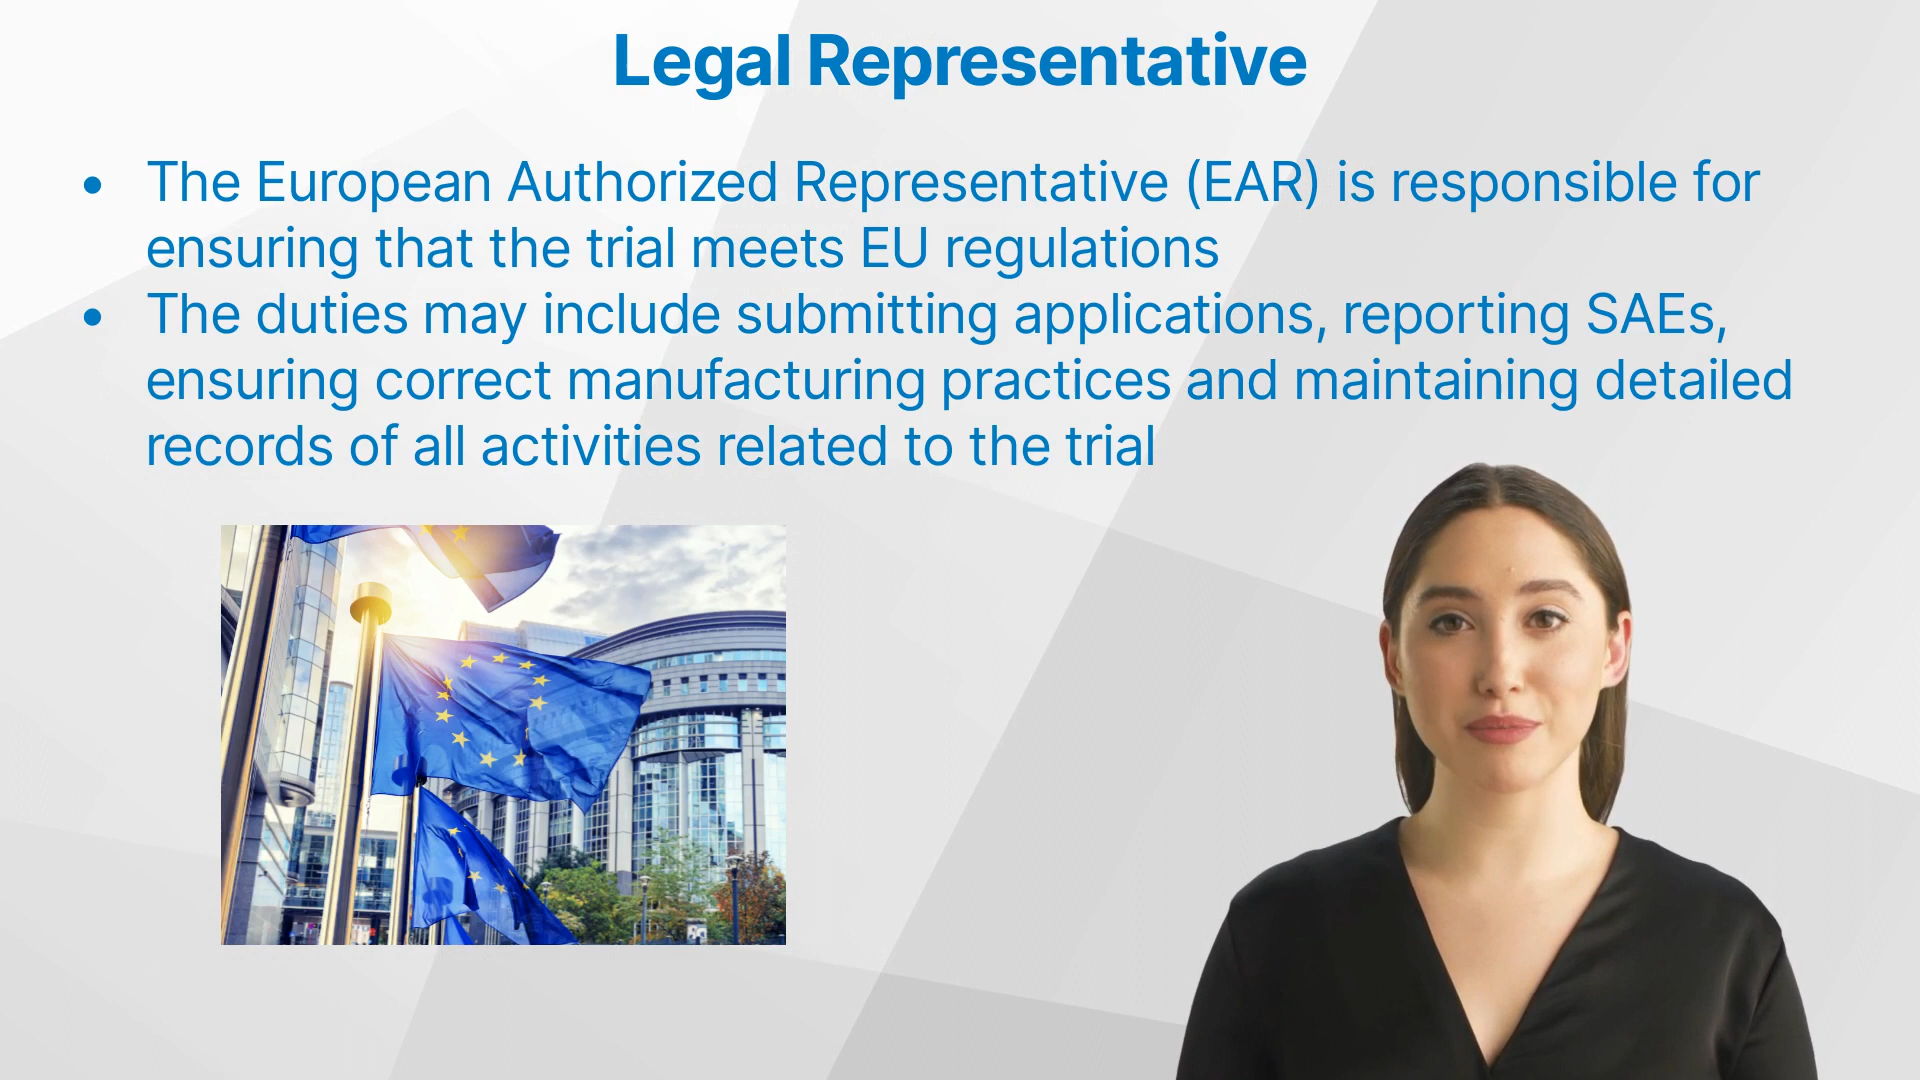 Legal Representative
• The European Authorized Representative (EAR) is responsible for
ensuring that the trial meets EU regulations
• The duties may include submitting applications, reporting SAEs,
ensuring correct manufacturing practices and maintaining detailed
records of all activities related to the trial